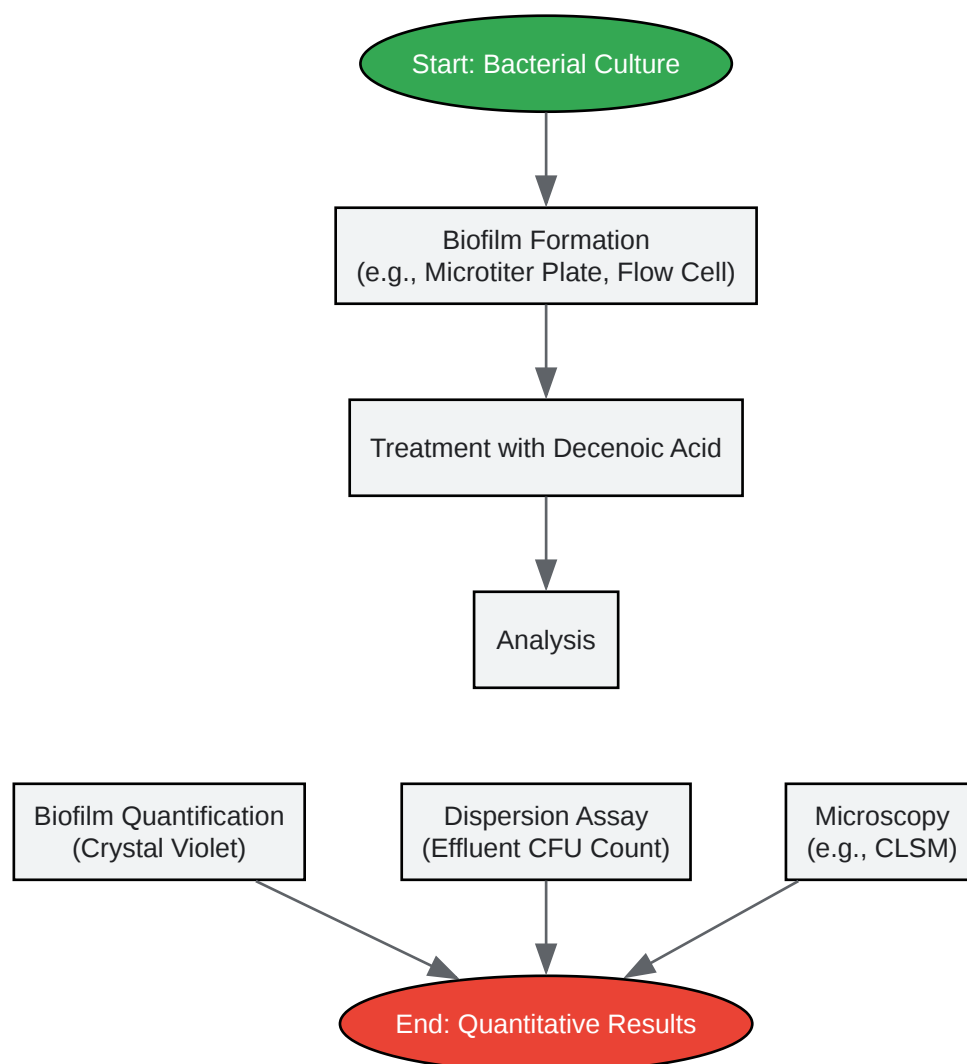 Start: Bacterial Culture
Biofilm Formation
(e.g., Microtiter Plate, Flow Cell)
Treatment with Decenoic Acid
Analysis
Biofilm Quantification
(Crystal Violet)
Dispersion Assay
(Effluent CFU Count)
Microscopy
(e.g., CLSM)
End: Quantitative Results